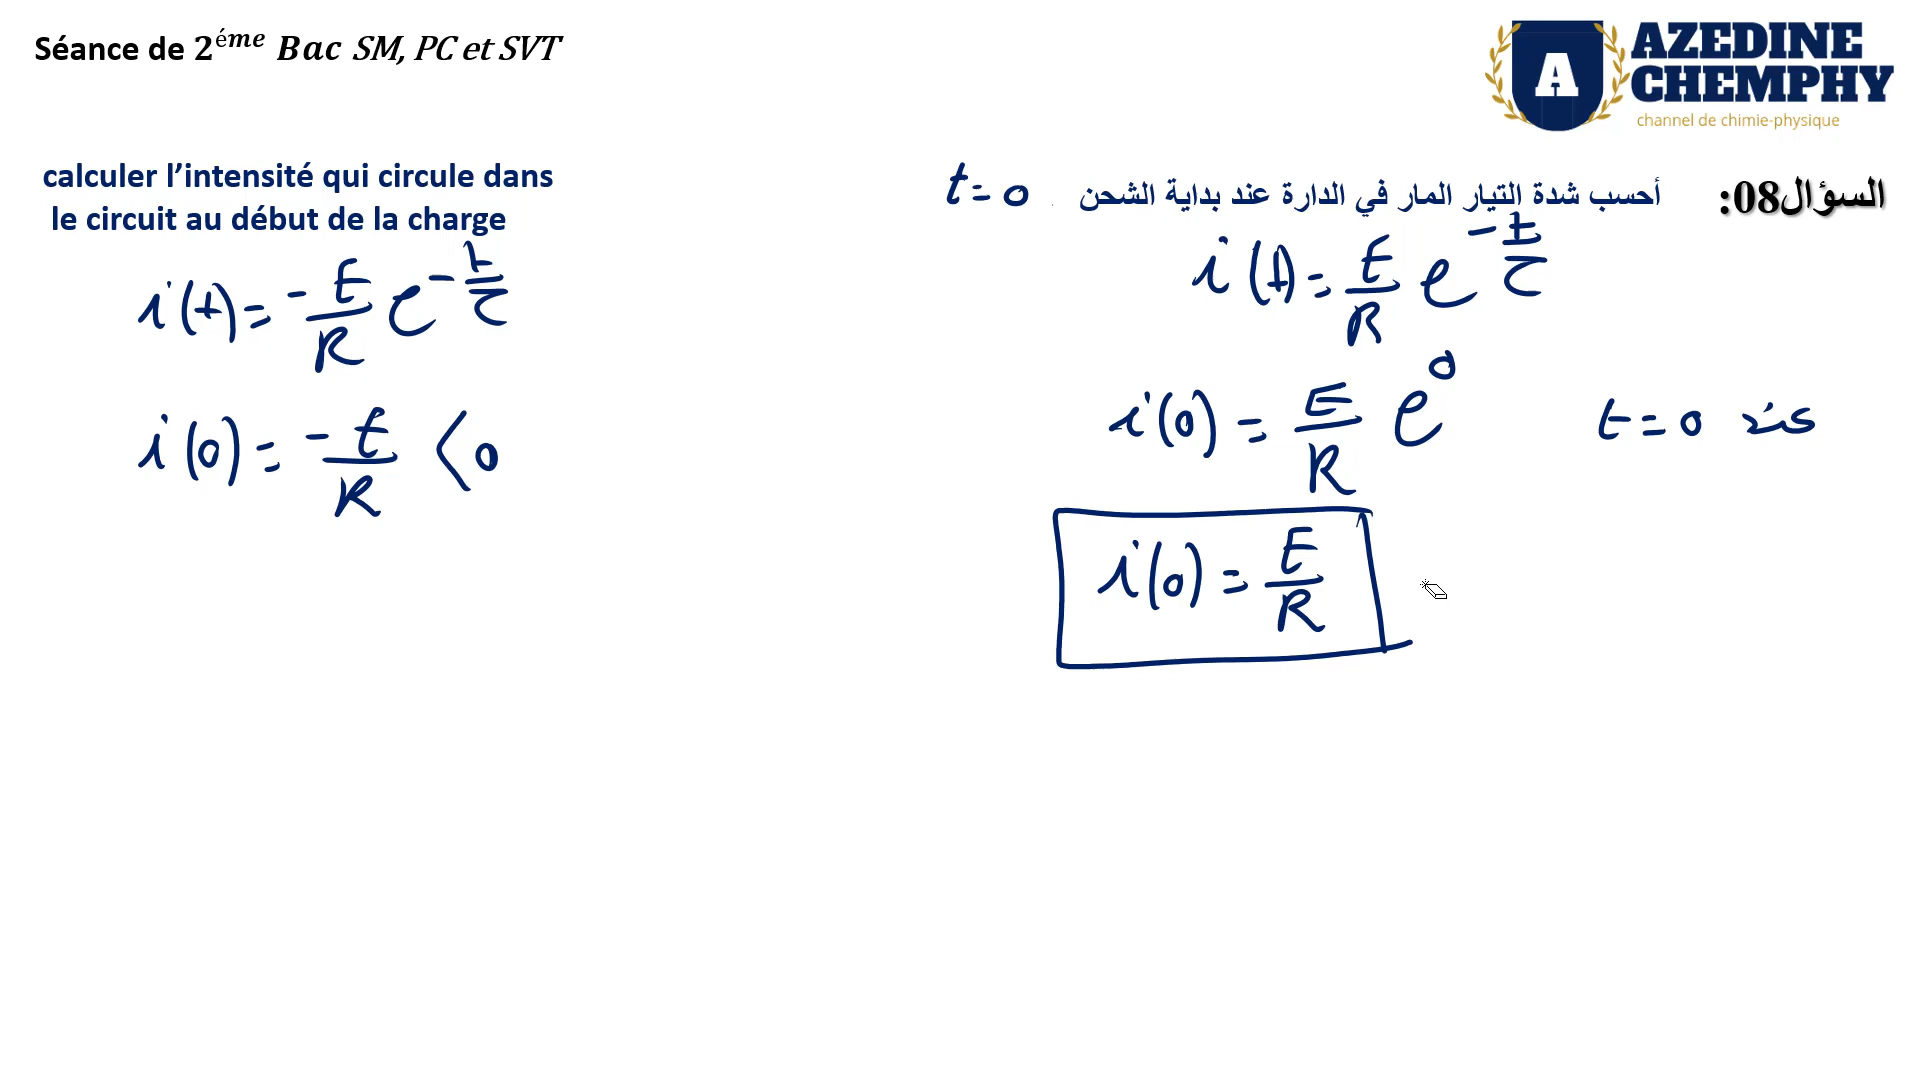 Séance de 2éme Bac SM, PC et SVT
AZEDINE
CHEMPHY
channel de chimie-physique
A
calculer l’intensité qui circule dans
le circuit au début de la charge
i(t) = -E/R e^(-t/τ)
i(0) = -E/R < 0
السؤال08:
أحسب شدة التيار المار في الدارة عند بداية الشحن . t = 0
i(t) = E/R e^(-t/τ)
i(0) = E/R e^0
عند t = 0
i(0) = E/R